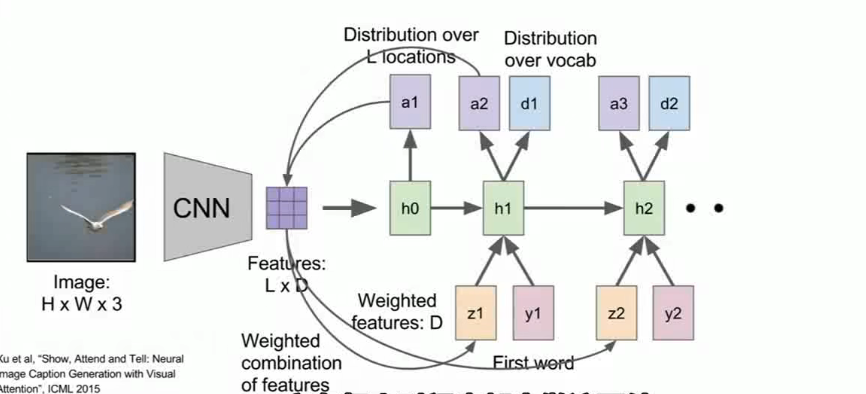 Distribution over
L locations
Distribution
over vocab
a1
a2
d1
a3
d2
CNN
h0
h1
h2
Image:
H x W x 3
Features:
L x D
Weighted
features: D
z1
y1
z2
y2
Weighted
combination
of features
First word
Xu et al, "Show, Attend and Tell: Neural
Image Caption Generation with Visual
Attention", ICML 2015